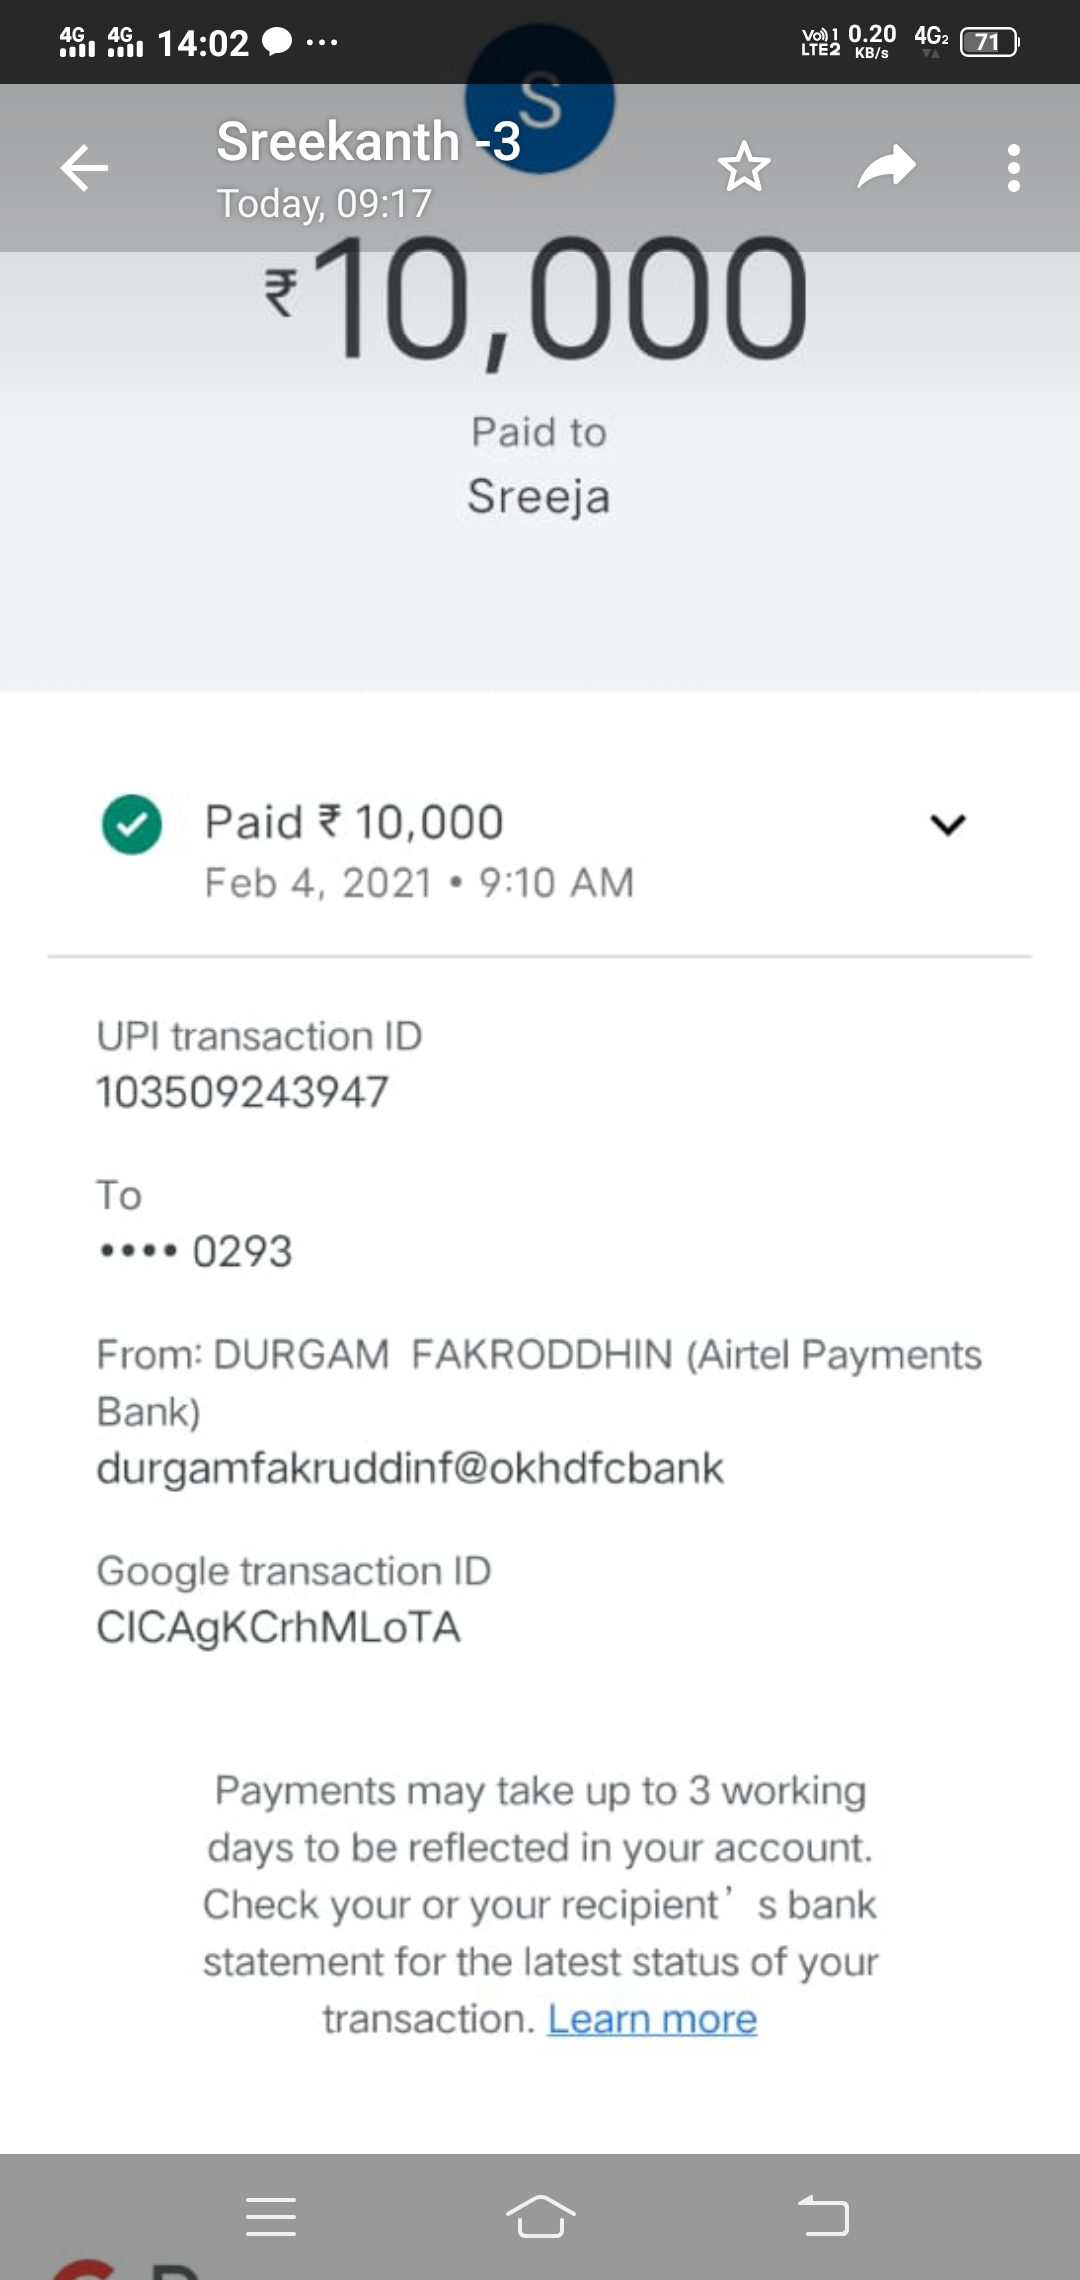 4G 4G 14:02 ... Vo)) 1 LTE2 0.20 KB/s 4G2 71
S
Sreekanth -3
Today, 09:17
₹10,000
Paid to
Sreeja
Paid ₹ 10,000
Feb 4, 2021 • 9:10 AM
UPI transaction ID
103509243947
To
•••• 0293
From: DURGAM FAKRODDHIN (Airtel Payments
Bank)
durgamfakruddinf@okhdfcbank
Google transaction ID
CICAgKCrhMLoTA
Payments may take up to 3 working
days to be reflected in your account.
Check your or your recipient’ s bank
statement for the latest status of your
transaction. Learn more